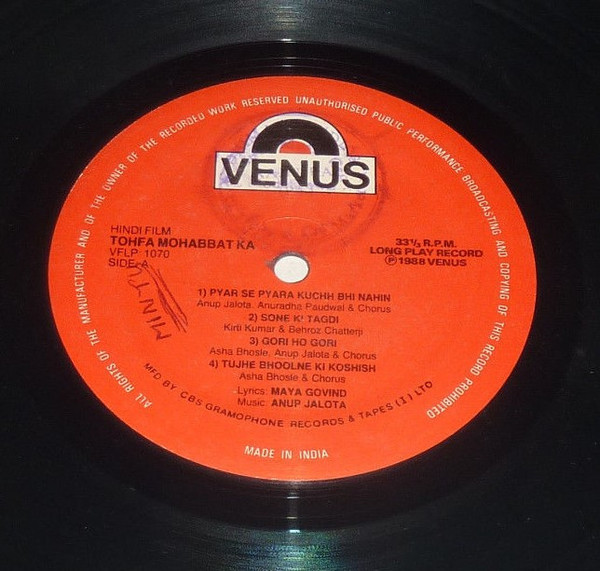 ALL RIGHTS OF THE MANUFACTURER AND OF THE OWNER OF THE RECORDED WORK RESERVED UNAUTHORISED PUBLIC PERFORMANCE BROADCASTING AND COPYING OF THIS RECORD PROHIBITED
VENUS
HINDI FILM
TOHFA MOHABBAT KA
VFLP 1070
SIDE-A
33⅓ R.P.M.
LONG PLAY RECORD
Ⓟ1988 VENUS
MINTU
1) PYAR SE PYARA KUCHH BHI NAHIN
Anup Jalota, Anuradha Paudwal & Chorus
2) SONE KI TAGDI
Kirti Kumar & Behroz Chatterji
3) GORI HO GORI
Asha Bhosle, Anup Jalota & Chorus
4) TUJHE BHOOLNE KI KOSHISH
Asha Bhosle & Chorus
Lyrics: MAYA GOVIND
Music: ANUP JALOTA
MFD BY CBS GRAMOPHONE RECORDS & TAPES (I) LTD
MADE IN INDIA